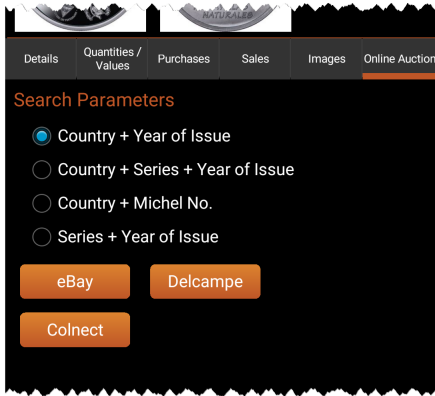 NATURALES
Details
Quantities /
Values
Purchases
Sales
Images
Online Auction
Search Parameters
Country + Year of Issue
Country + Series + Year of Issue
Country + Michel No.
Series + Year of Issue
eBay
Delcampe
Colnect